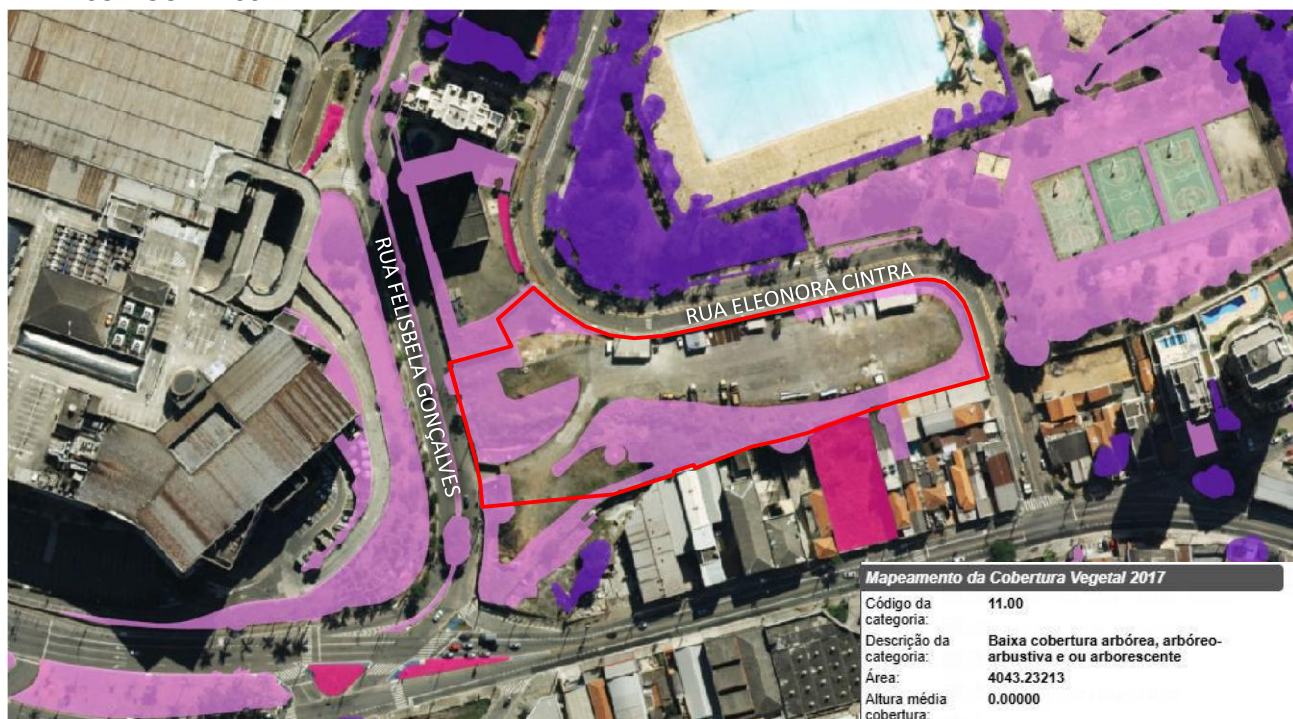 RUA FELISBELA GONÇALVES
RUA ELEONORA CINTRA
Mapeamento da Cobertura Vegetal 2017
Código da categoria: 11.00
Descrição da categoria: Baixa cobertura arbórea, arbóreo-
arbustiva e ou arborescente
Área: 4043.23213
Altura média cobertura: 0.00000